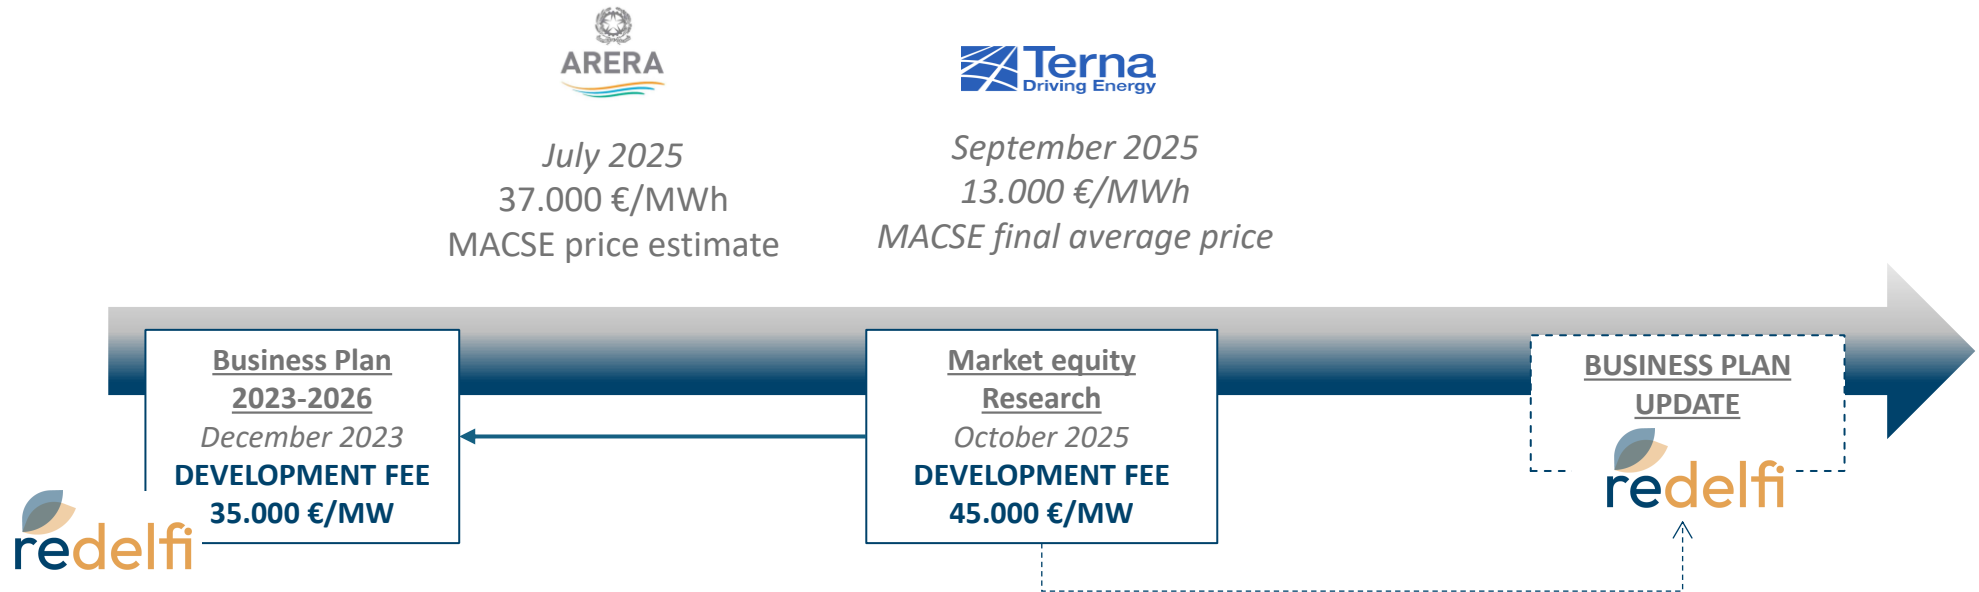 ARERA
July 2025
37.000 €/MWh
MACSE price estimate
Terna
Driving Energy
September 2025
13.000 €/MWh
MACSE final average price
Business Plan
2023-2026
December 2023
DEVELOPMENT FEE
35.000 €/MW
redelfi
Market equity
Research
October 2025
DEVELOPMENT FEE
45.000 €/MW
BUSINESS PLAN
UPDATE
redelfi